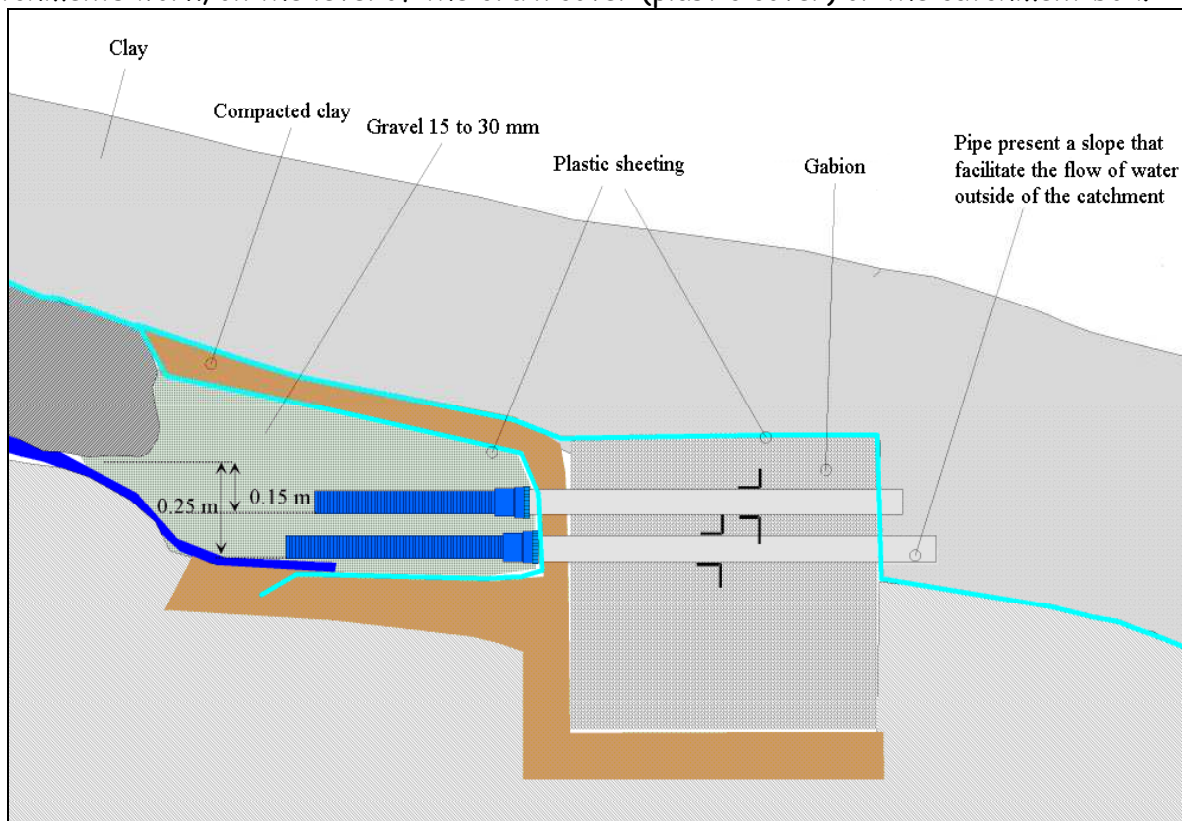 Clay
Compacted clay
Gravel 15 to 30 mm
Plastic sheeting
Gabion
Pipe present a slope that
facilitate the flow of water
outside of the catchment
0.25 m
0.15 m